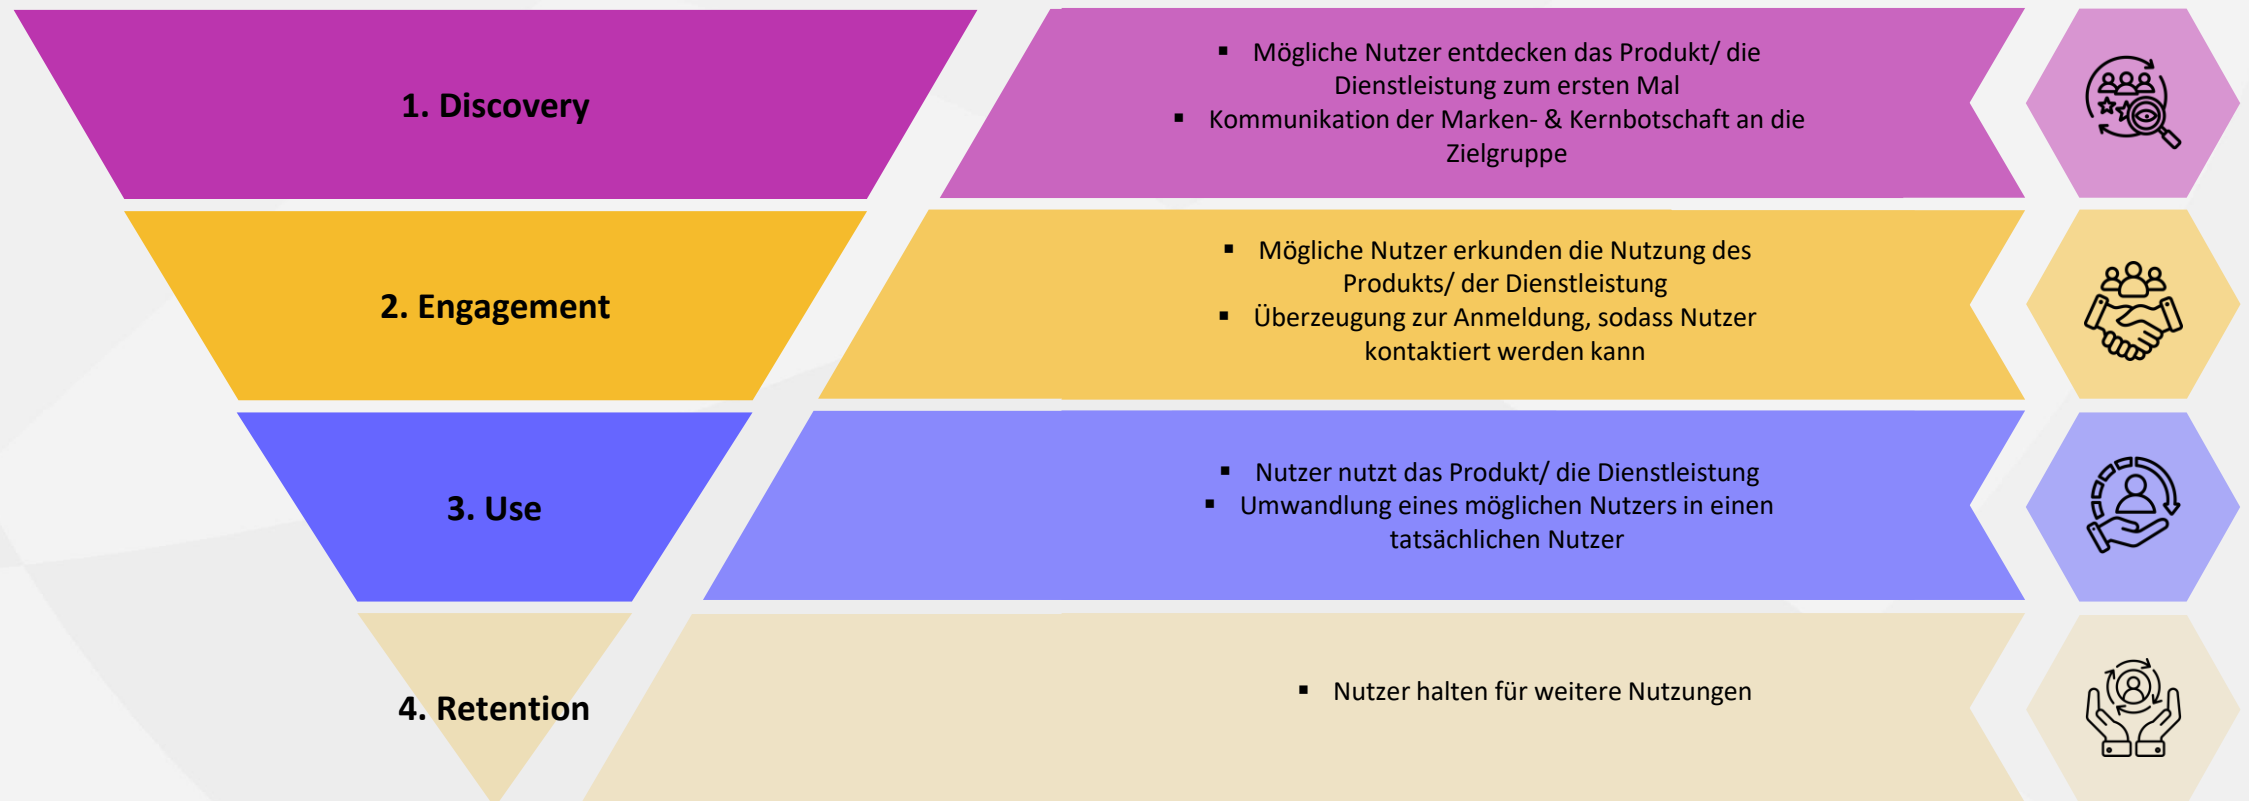 1. Discovery
▪ Mögliche Nutzer entdecken das Produkt/ die
Dienstleistung zum ersten Mal
▪ Kommunikation der Marken- & Kernbotschaft an die
Zielgruppe
2. Engagement
▪ Mögliche Nutzer erkunden die Nutzung des
Produkts/ der Dienstleistung
▪ Überzeugung zur Anmeldung, sodass Nutzer
kontaktiert werden kann
3. Use
▪ Nutzer nutzt das Produkt/ die Dienstleistung
▪ Umwandlung eines möglichen Nutzers in einen
tatsächlichen Nutzer
4. Retention
▪ Nutzer halten für weitere Nutzungen